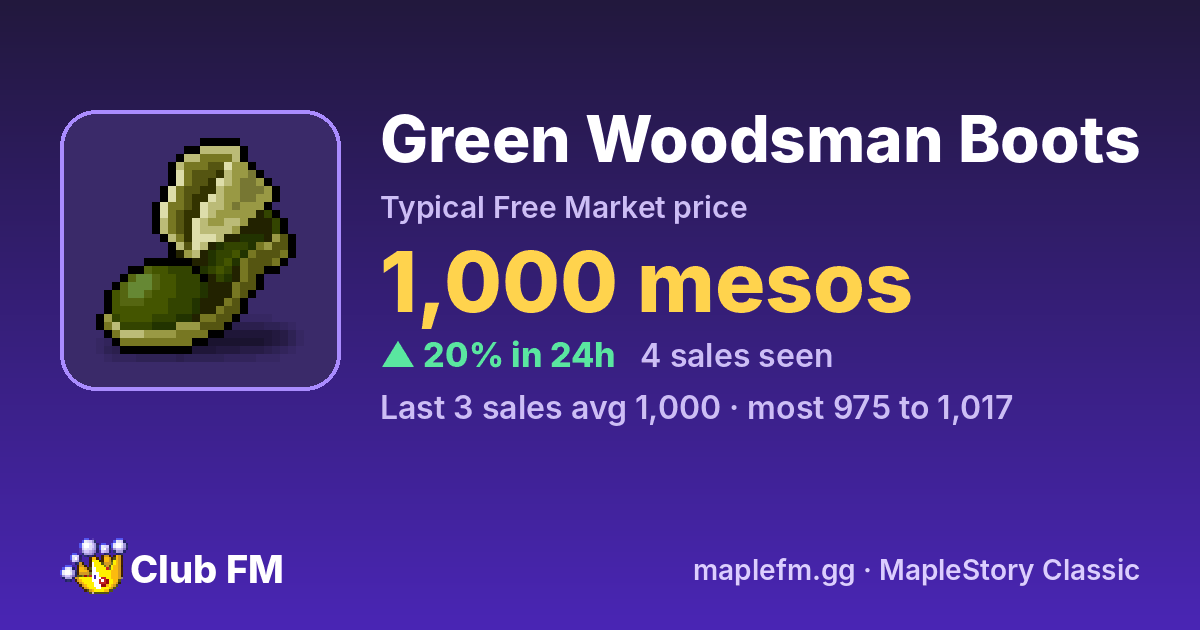 Green Woodsman Boots
Typical Free Market price
1,000 mesos
▲ 20% in 24h 4 sales seen
Last 3 sales avg 1,000 · most 975 to 1,017
Club FM
maplefm.gg · MapleStory Classic